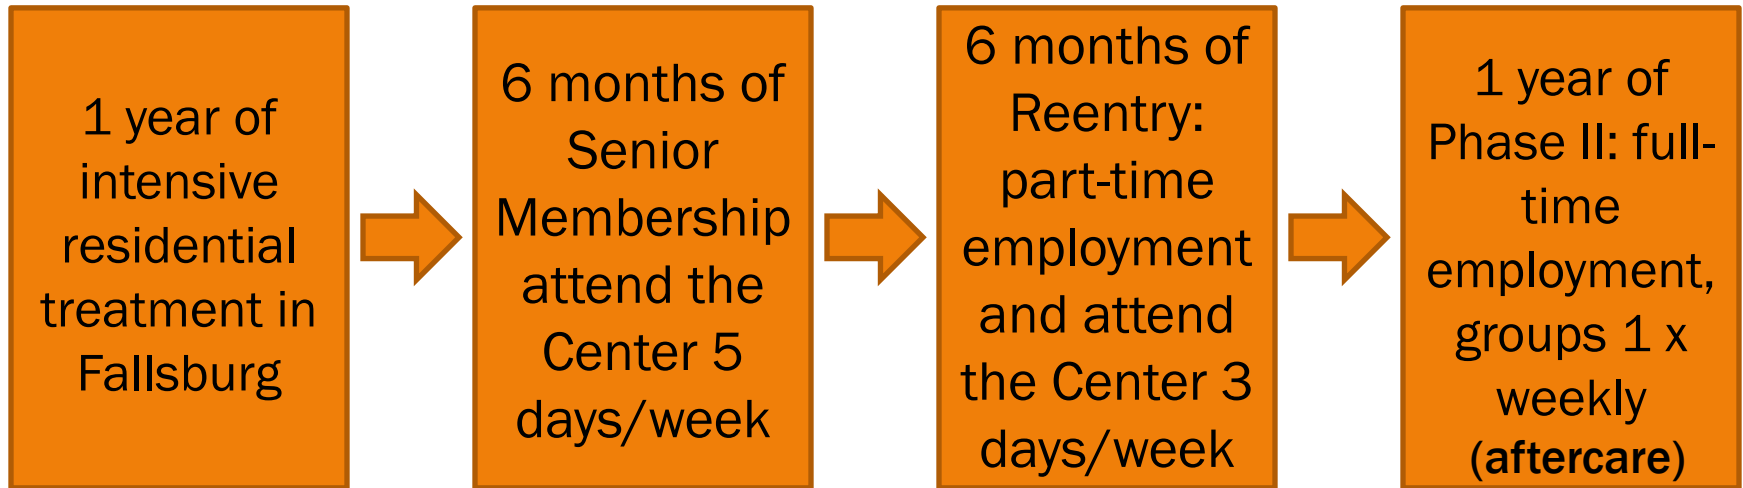 1 year of
intensive
residential
treatment in
Fallsburg
6 months of
Senior
Membership
attend the
Center 5
days/week
6 months of
Reentry:
part-time
employment
and attend
the Center 3
days/week
1 year of
Phase II: full-
time
employment,
groups 1 x
weekly
(aftercare)